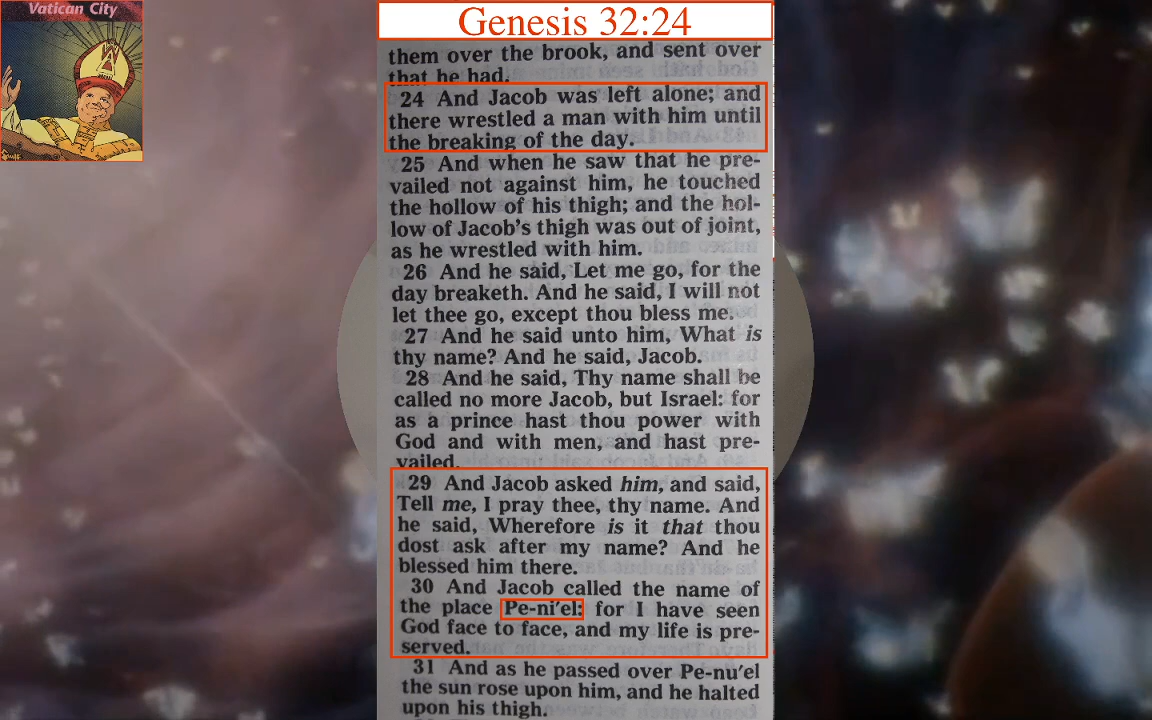 Vatican City
Genesis 32:24
them over the brook, and sent over
that he had.
24 And Jacob was left alone; and
there wrestled a man with him until
the breaking of the day.
25 And when he saw that he pre-
vailed not against him, he touched
the hollow of his thigh; and the hol-
low of Jacob's thigh was out of joint,
as he wrestled with him.
26 And he said, Let me go, for the
day breaketh. And he said, I will not
let thee go, except thou bless me.
27 And he said unto him, What is
thy name? And he said, Jacob.
28 And he said, Thy name shall be
called no more Jacob, but Israel: for
as a prince hast thou power with
God and with men, and hast pre-
vailed.
29 And Jacob asked him, and said,
Tell me, I pray thee, thy name. And
he said, Wherefore is it that thou
dost ask after my name? And he
blessed him there.
30 And Jacob called the name of
the place Pe-ni′el: for I have seen
God face to face, and my life is pre-
served.
31 And as he passed over Pe-nu′el
the sun rose upon him, and he halted
upon his thigh.